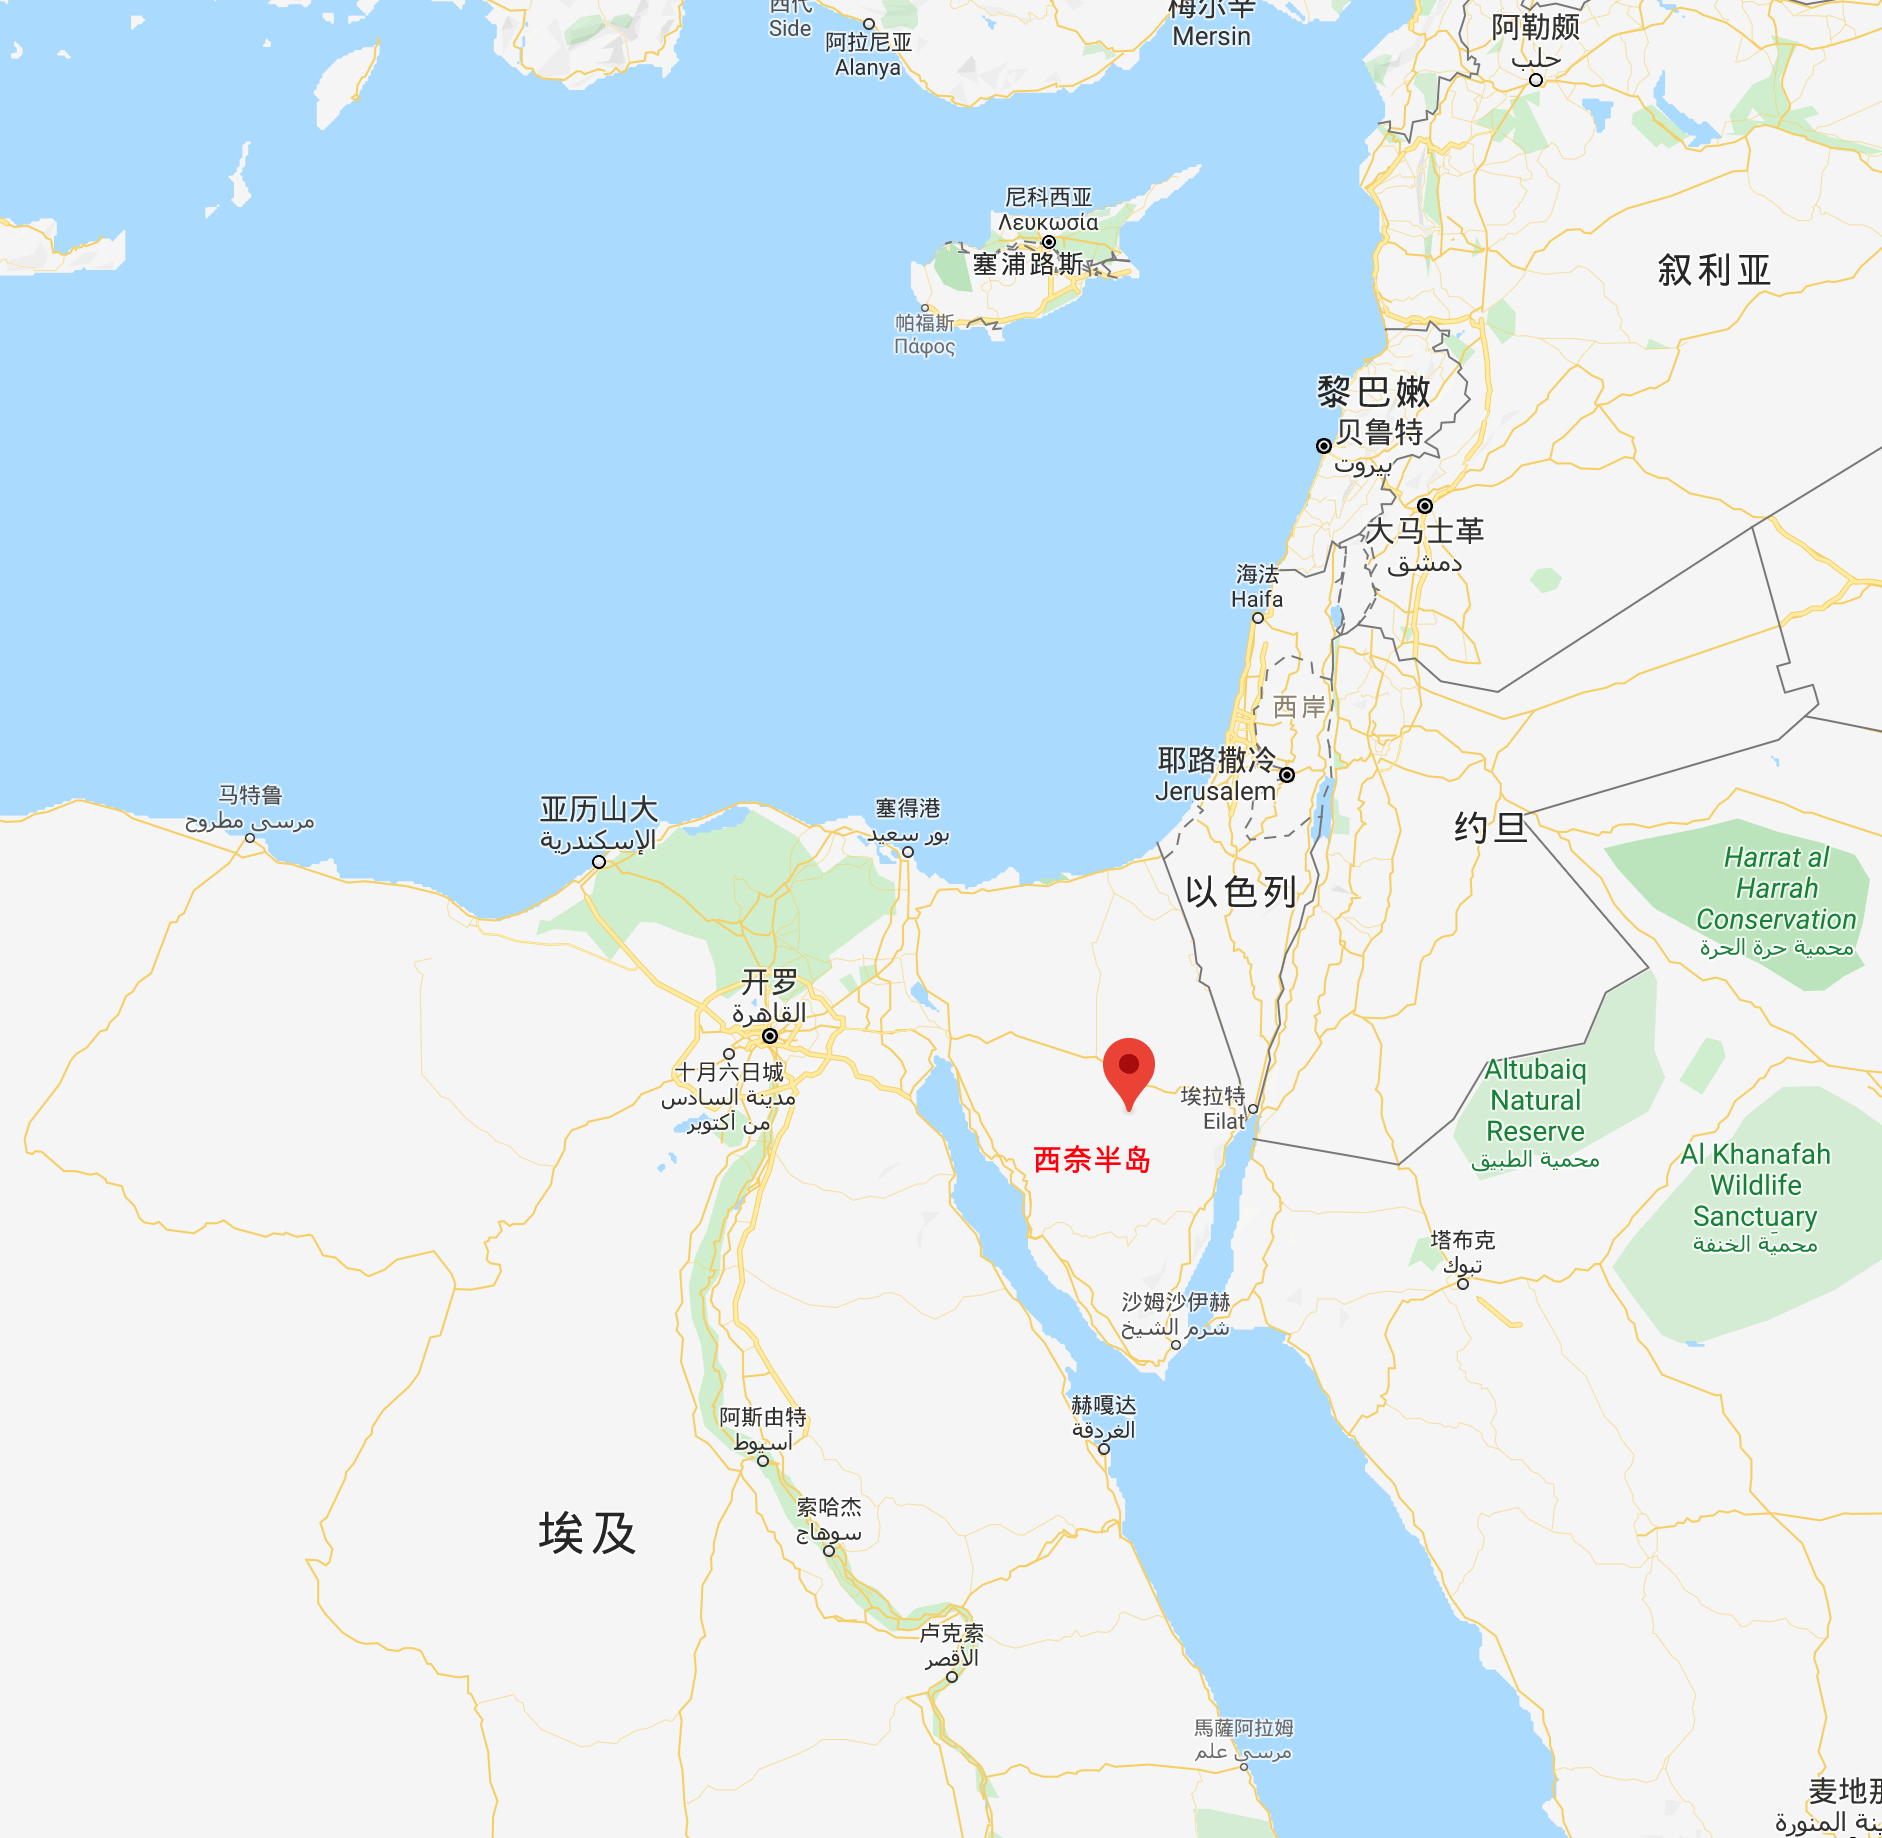 西代
Side
阿拉尼亚
Alanya
梅尔辛
Mersin
阿勒颇
حلب
尼科西亚
Λευκωσία
塞浦路斯
帕福斯
Πάφος
叙利亚
黎巴嫩
贝鲁特
بيروت
大马士革
دمشق
海法
Haifa
西岸
耶路撒冷
Jerusalem
马特鲁
مرسى مطروح
亚历山大
الإسكندرية
塞得港
بور سعيد
约旦
以色列
Harrat al
Harrah
Conservation
محمية حرة الحرة
开罗
القاهرة
十月六日城
مدينة السادس
من أكتوبر
埃拉特
Eilat
西奈半岛
Altubaiq
Natural
Reserve
محمية الطبيق
Al Khanafah
Wildlife
Sanctuary
محمية الخنفة
塔布克
تبوك
沙姆沙伊赫
شرم الشيخ
赫嘎达
الغردقة
阿斯由特
أسيوط
索哈杰
سوهاج
埃及
卢克索
الأقصر
馬薩阿拉姆
مرسى علم
麦地那
المنورة